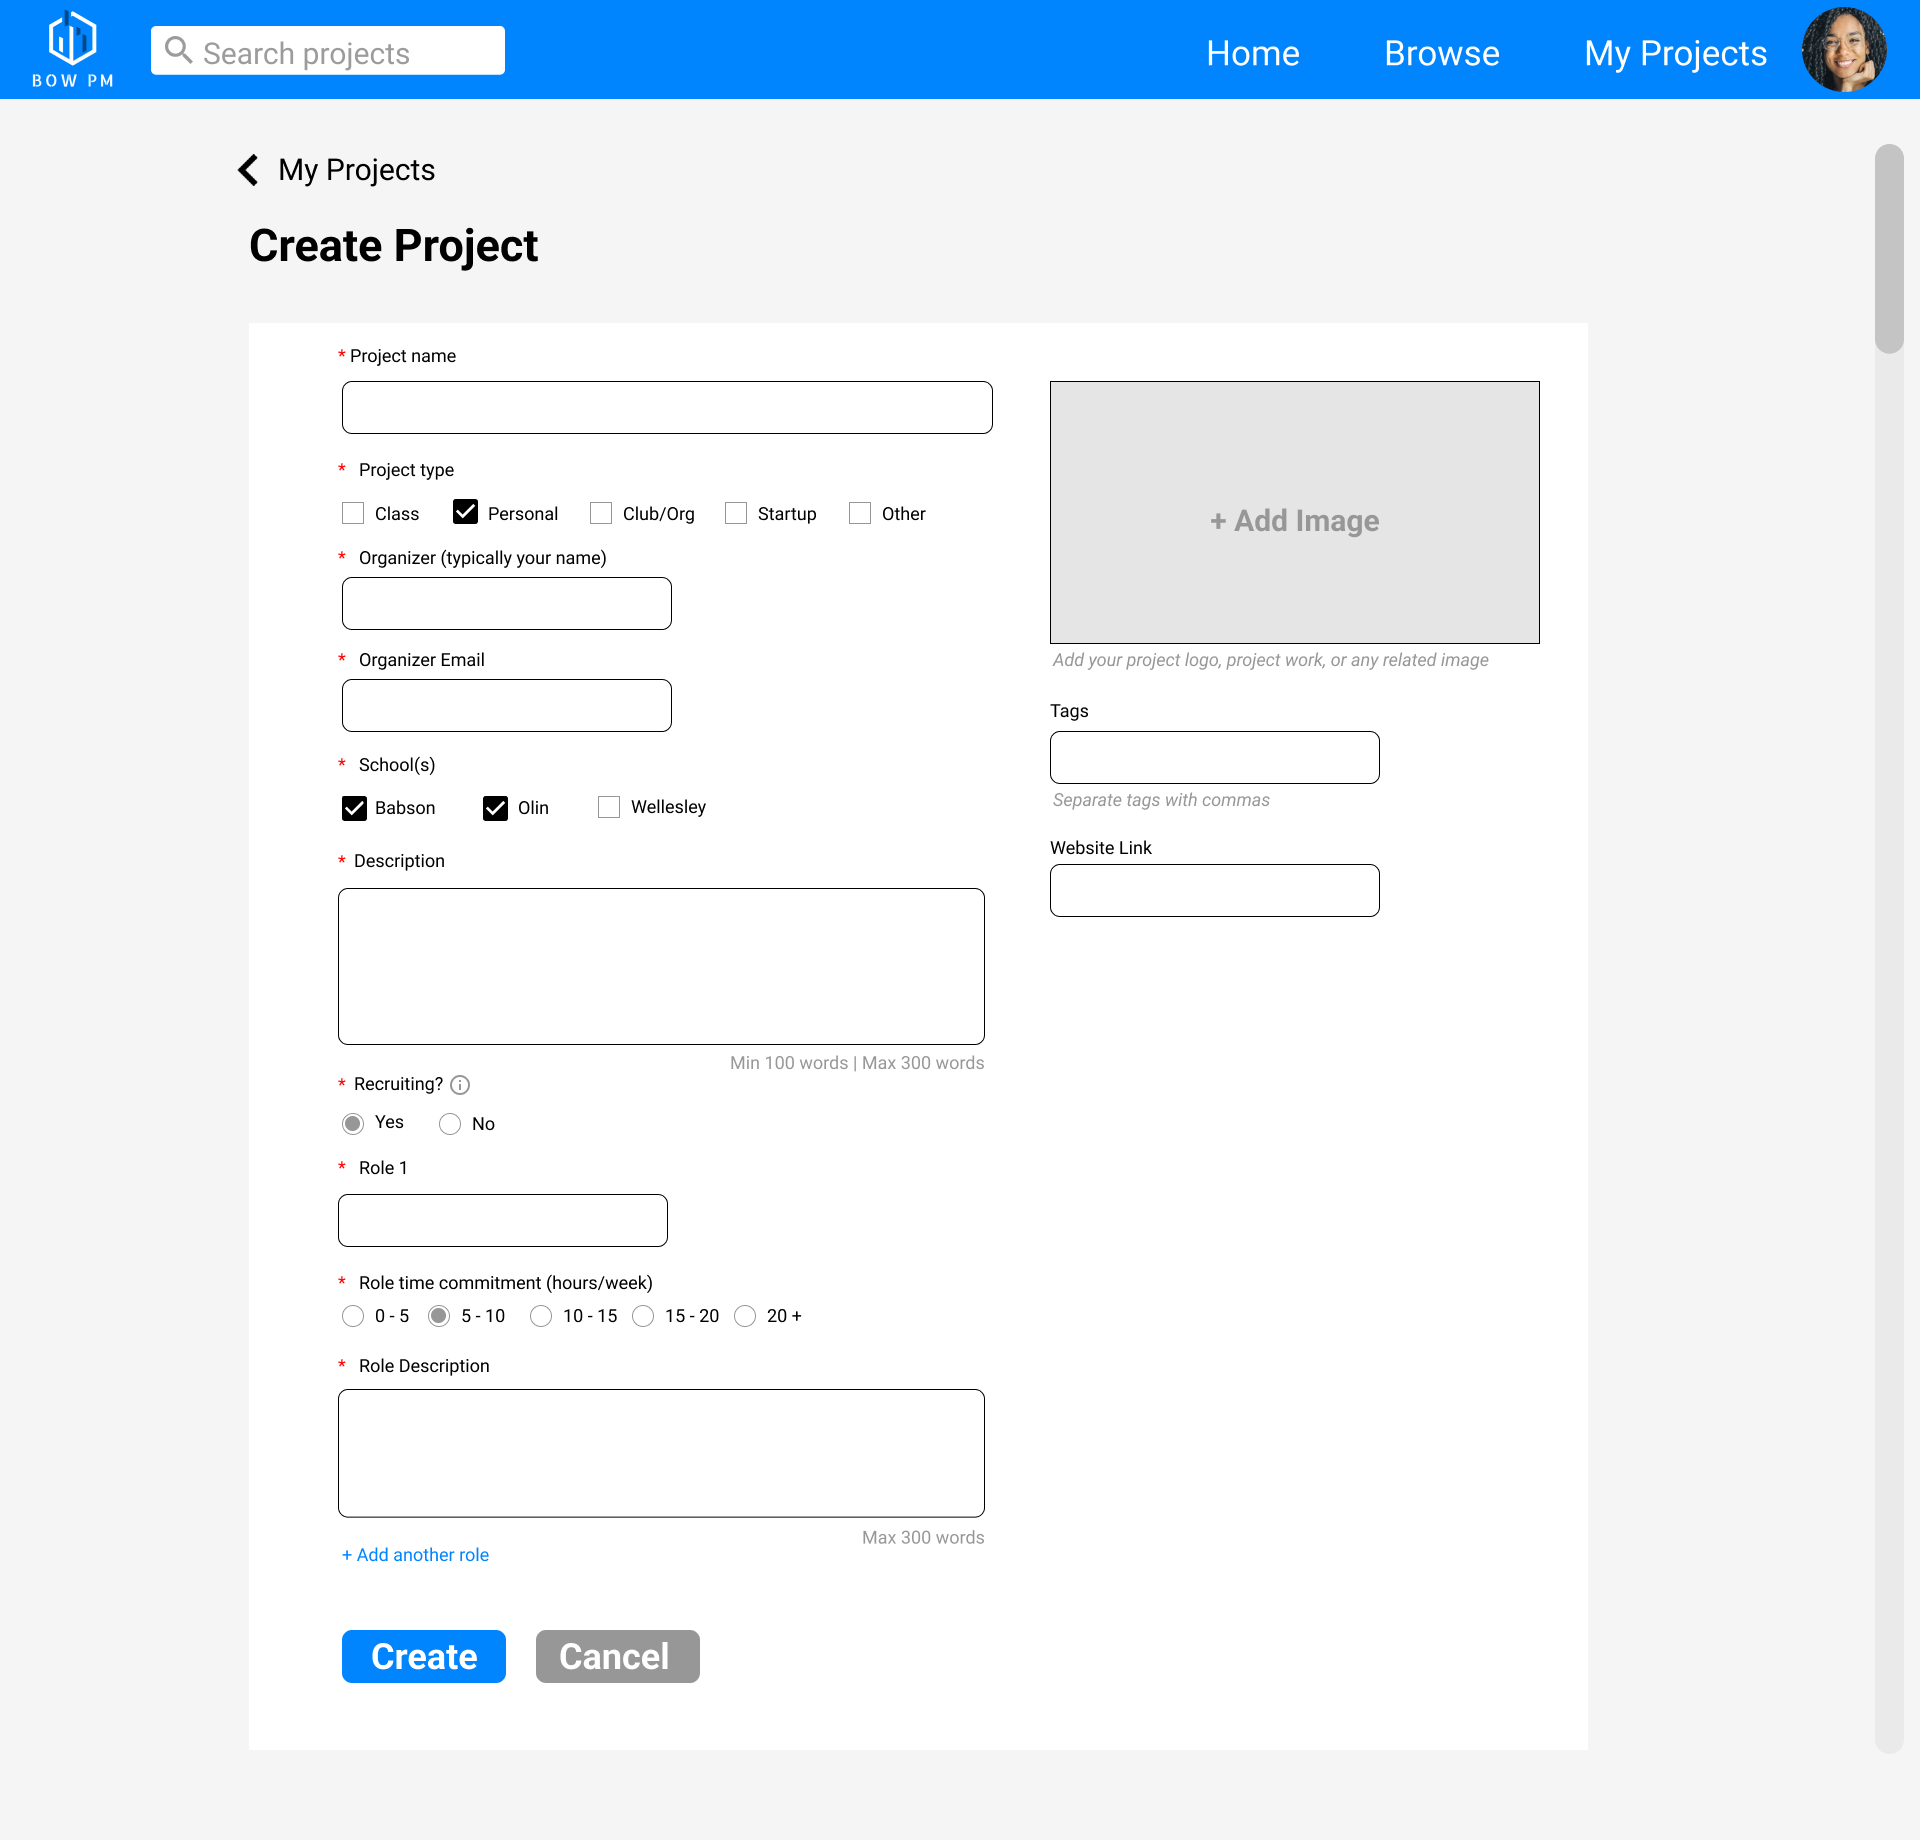 BOW PM
Search projects
Home Browse My Projects
My Projects
Create Project
* Project name
* Project type
Class Personal Club/Org Startup Other
* Organizer (typically your name)
+ Add Image
* Organizer Email
Add your project logo, project work, or any related image
Tags
* School(s)
Separate tags with commas
Babson Olin Wellesley
Website Link
* Description
Min 100 words | Max 300 words
* Recruiting?
Yes No
* Role 1
* Role time commitment (hours/week)
0 - 5 5 - 10 10 - 15 15 - 20 20 +
* Role Description
Max 300 words
+ Add another role
Create Cancel